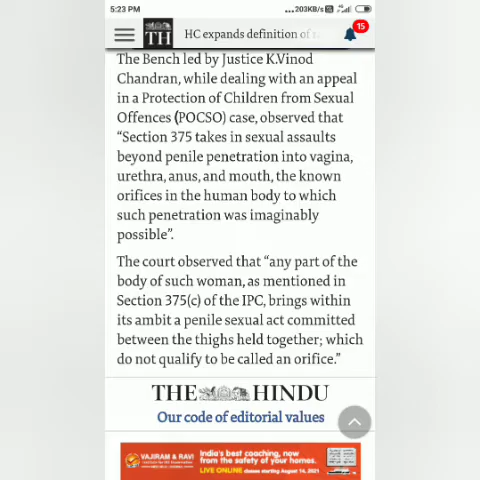 5:23 PM
...203KB/s
15
TH
HC expands definition of r
The Bench led by Justice K.Vinod
Chandran, while dealing with an appeal
in a Protection of Children from Sexual
Offences (POCSO) case, observed that
“Section 375 takes in sexual assaults
beyond penile penetration into vagina,
urethra, anus, and mouth, the known
orifices in the human body to which
such penetration was imaginably
possible”.
The court observed that “any part of the
body of such woman, as mentioned in
Section 375(c) of the IPC, brings within
its ambit a penile sexual act committed
between the thighs held together; which
do not qualify to be called an orifice.”
THE HINDU
Our code of editorial values
VAJIRAM & RAVI
India's best coaching, now
from the safety of your homes.
LIVE ONLINE classes starting August 14, 2021